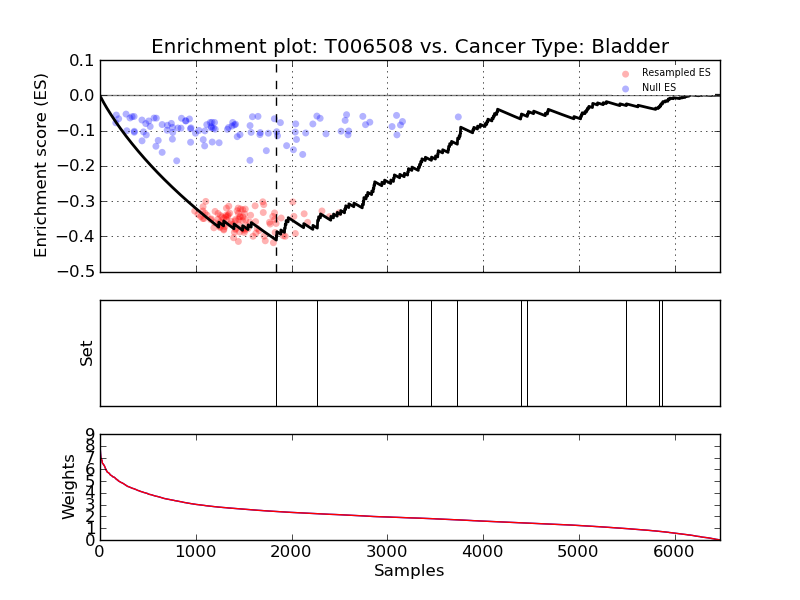 Enrichment plot: T006508 vs. Cancer Type: Bladder
Enrichment score (ES)
0.1
0.0
−0.1
−0.2
−0.3
−0.4
−0.5
Resampled ES
Null ES
Set
Weights
9
8
7
6
5
4
3
2
1
0
0 1000 2000 3000 4000 5000 6000
Samples